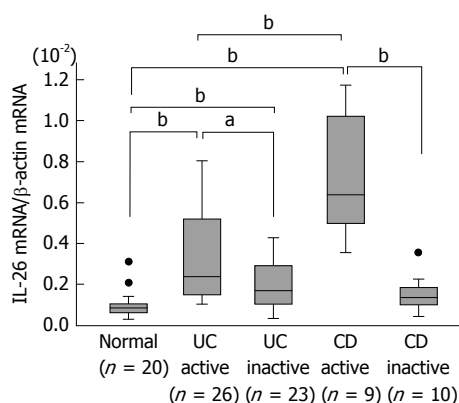 b
(10⁻²)
b
b
b
b
a
1.2
1.0
0.8
0.6
0.4
0.2
0.0
IL-26 mRNA/β-actin mRNA
Normal UC UC CD CD
(n = 20) active inactive active inactive
(n = 26) (n = 23) (n = 9) (n = 10)